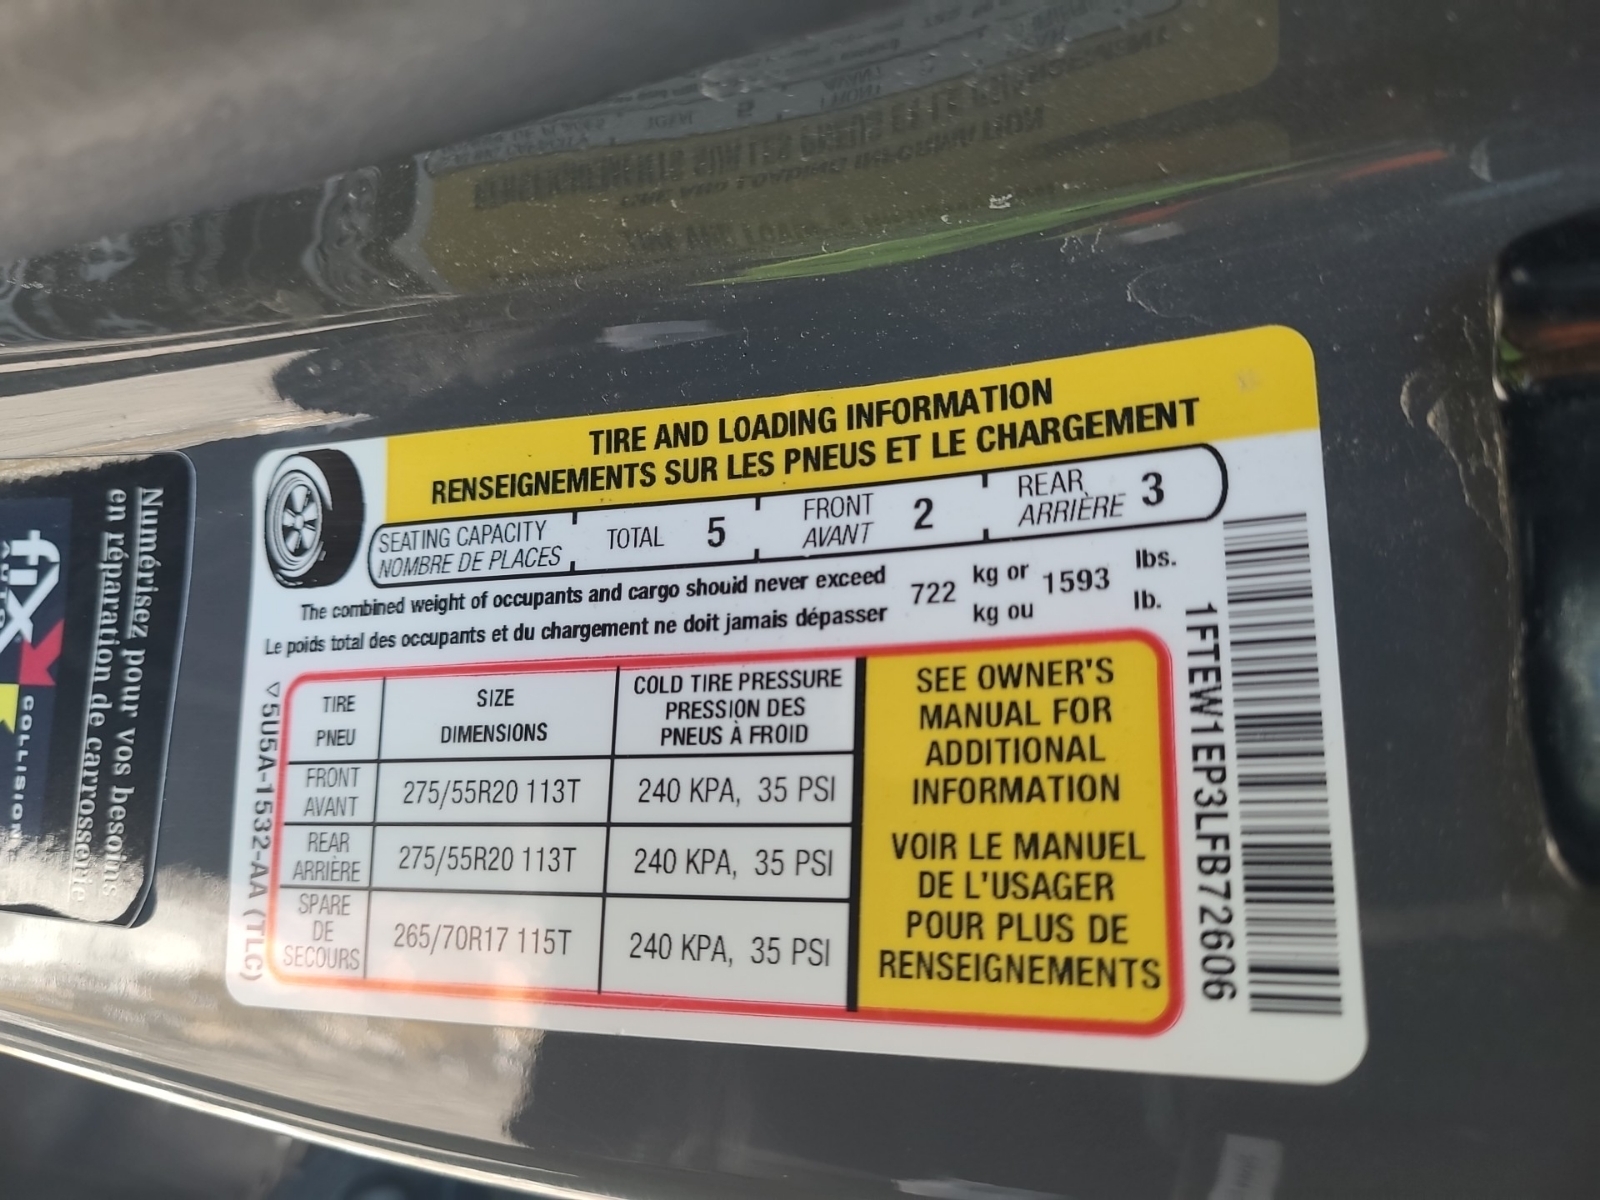 TIRE AND LOADING INFORMATION
RENSEIGNEMENTS SUR LES PNEUS ET LE CHARGEMENT
SEATING CAPACITY
NOMBRE DE PLACES
TOTAL 5
FRONT
AVANT
2
REAR
ARRIÈRE
3
The combined weight of occupants and cargo should never exceed 722 kg or 1593 lbs.
Le poids total des occupants et du chargement ne doit jamais dépasser kg ou lb.
TIRE
PNEU
SIZE
DIMENSIONS
COLD TIRE PRESSURE
PRESSION DES
PNEUS À FROID
FRONT
AVANT
275/55R20 113T
240 KPA, 35 PSI
REAR
ARRIÈRE
275/55R20 113T
240 KPA, 35 PSI
SPARE
DE
SECOURS
265/70R17 115T
240 KPA, 35 PSI
SEE OWNER'S
MANUAL FOR
ADDITIONAL
INFORMATION
VOIR LE MANUEL
DE L'USAGER
POUR PLUS DE
RENSEIGNEMENTS
1FTEW1EP3LFB72606
▽5U5A-1532-AA (TLC)
Numérisez pour vos besoins
en réparation de carrosserie
fix
AUTO
COLLISION